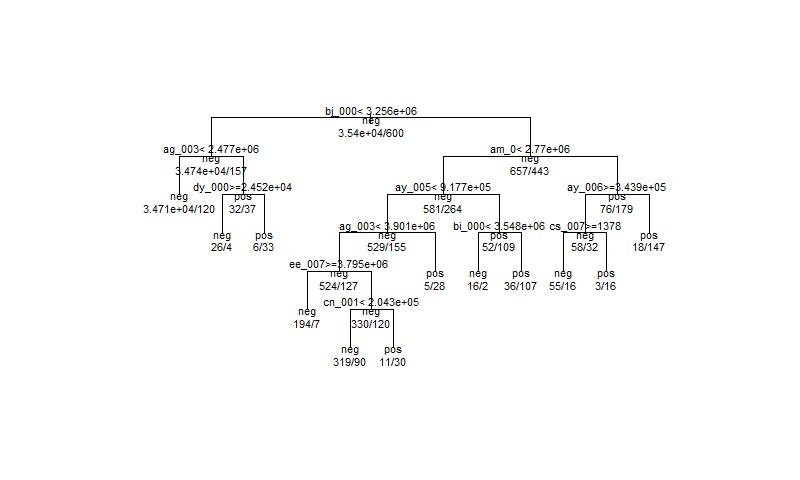 bj_000< 3.256e+06
neg
3.54e+04/600
ag_003< 2.477e+06
neg
3.474e+04/157
am_0< 2.77e+06
neg
657/443
neg
3.471e+04/120
dy_000>=2.452e+04
pos
32/37
ay_005< 9.177e+05
neg
581/264
ay_006>=3.439e+05
pos
76/179
neg
26/4
pos
6/33
ag_003< 3.901e+06
neg
529/155
bi_000< 3.548e+06
pos
52/109
cs_007>=1378
neg
58/32
pos
18/147
ee_007>=3.795e+06
neg
524/127
pos
5/28
neg
16/2
pos
36/107
neg
55/16
pos
3/16
neg
194/7
cn_001< 2.043e+05
neg
330/120
neg
319/90
pos
11/30